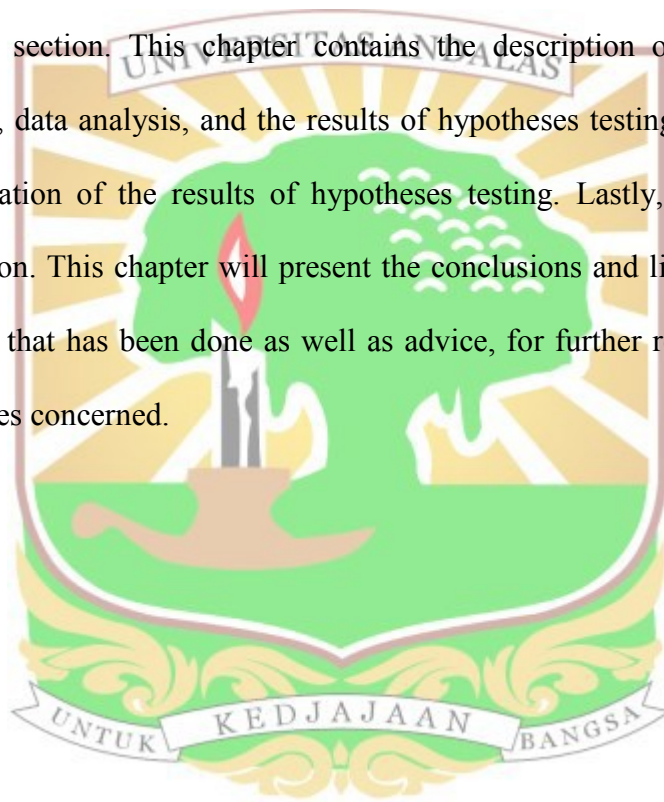 section. This chapter contains the description o
UNIVERSITAS ANDALAS
, data analysis, and the results of hypotheses testing
ation of the results of hypotheses testing. Lastly,
on. This chapter will present the conclusions and li
that has been done as well as advice, for further r
es concerned.
UNTUK KEDJAJAAN BANGSA